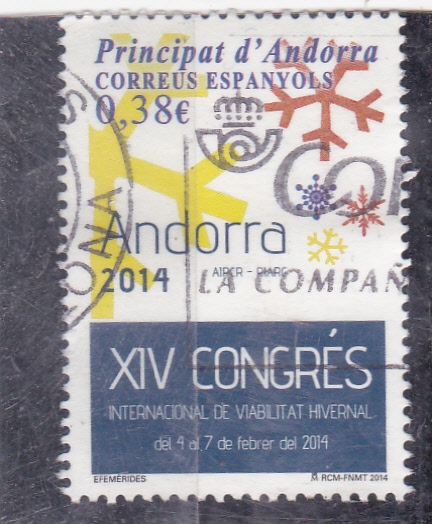 Principat d'Andorra
CORREUS ESPANYOLS
0,38€
Andorra
AIPCR - PIARC
2014
LA COMPAÑ
XIV CONGRÉS
INTERNACIONAL DE VIABILITAT HIVERNAL
del 4 al 7 de febrer del 2014
EFEMÈRIDES
RCM-FNMT 2014